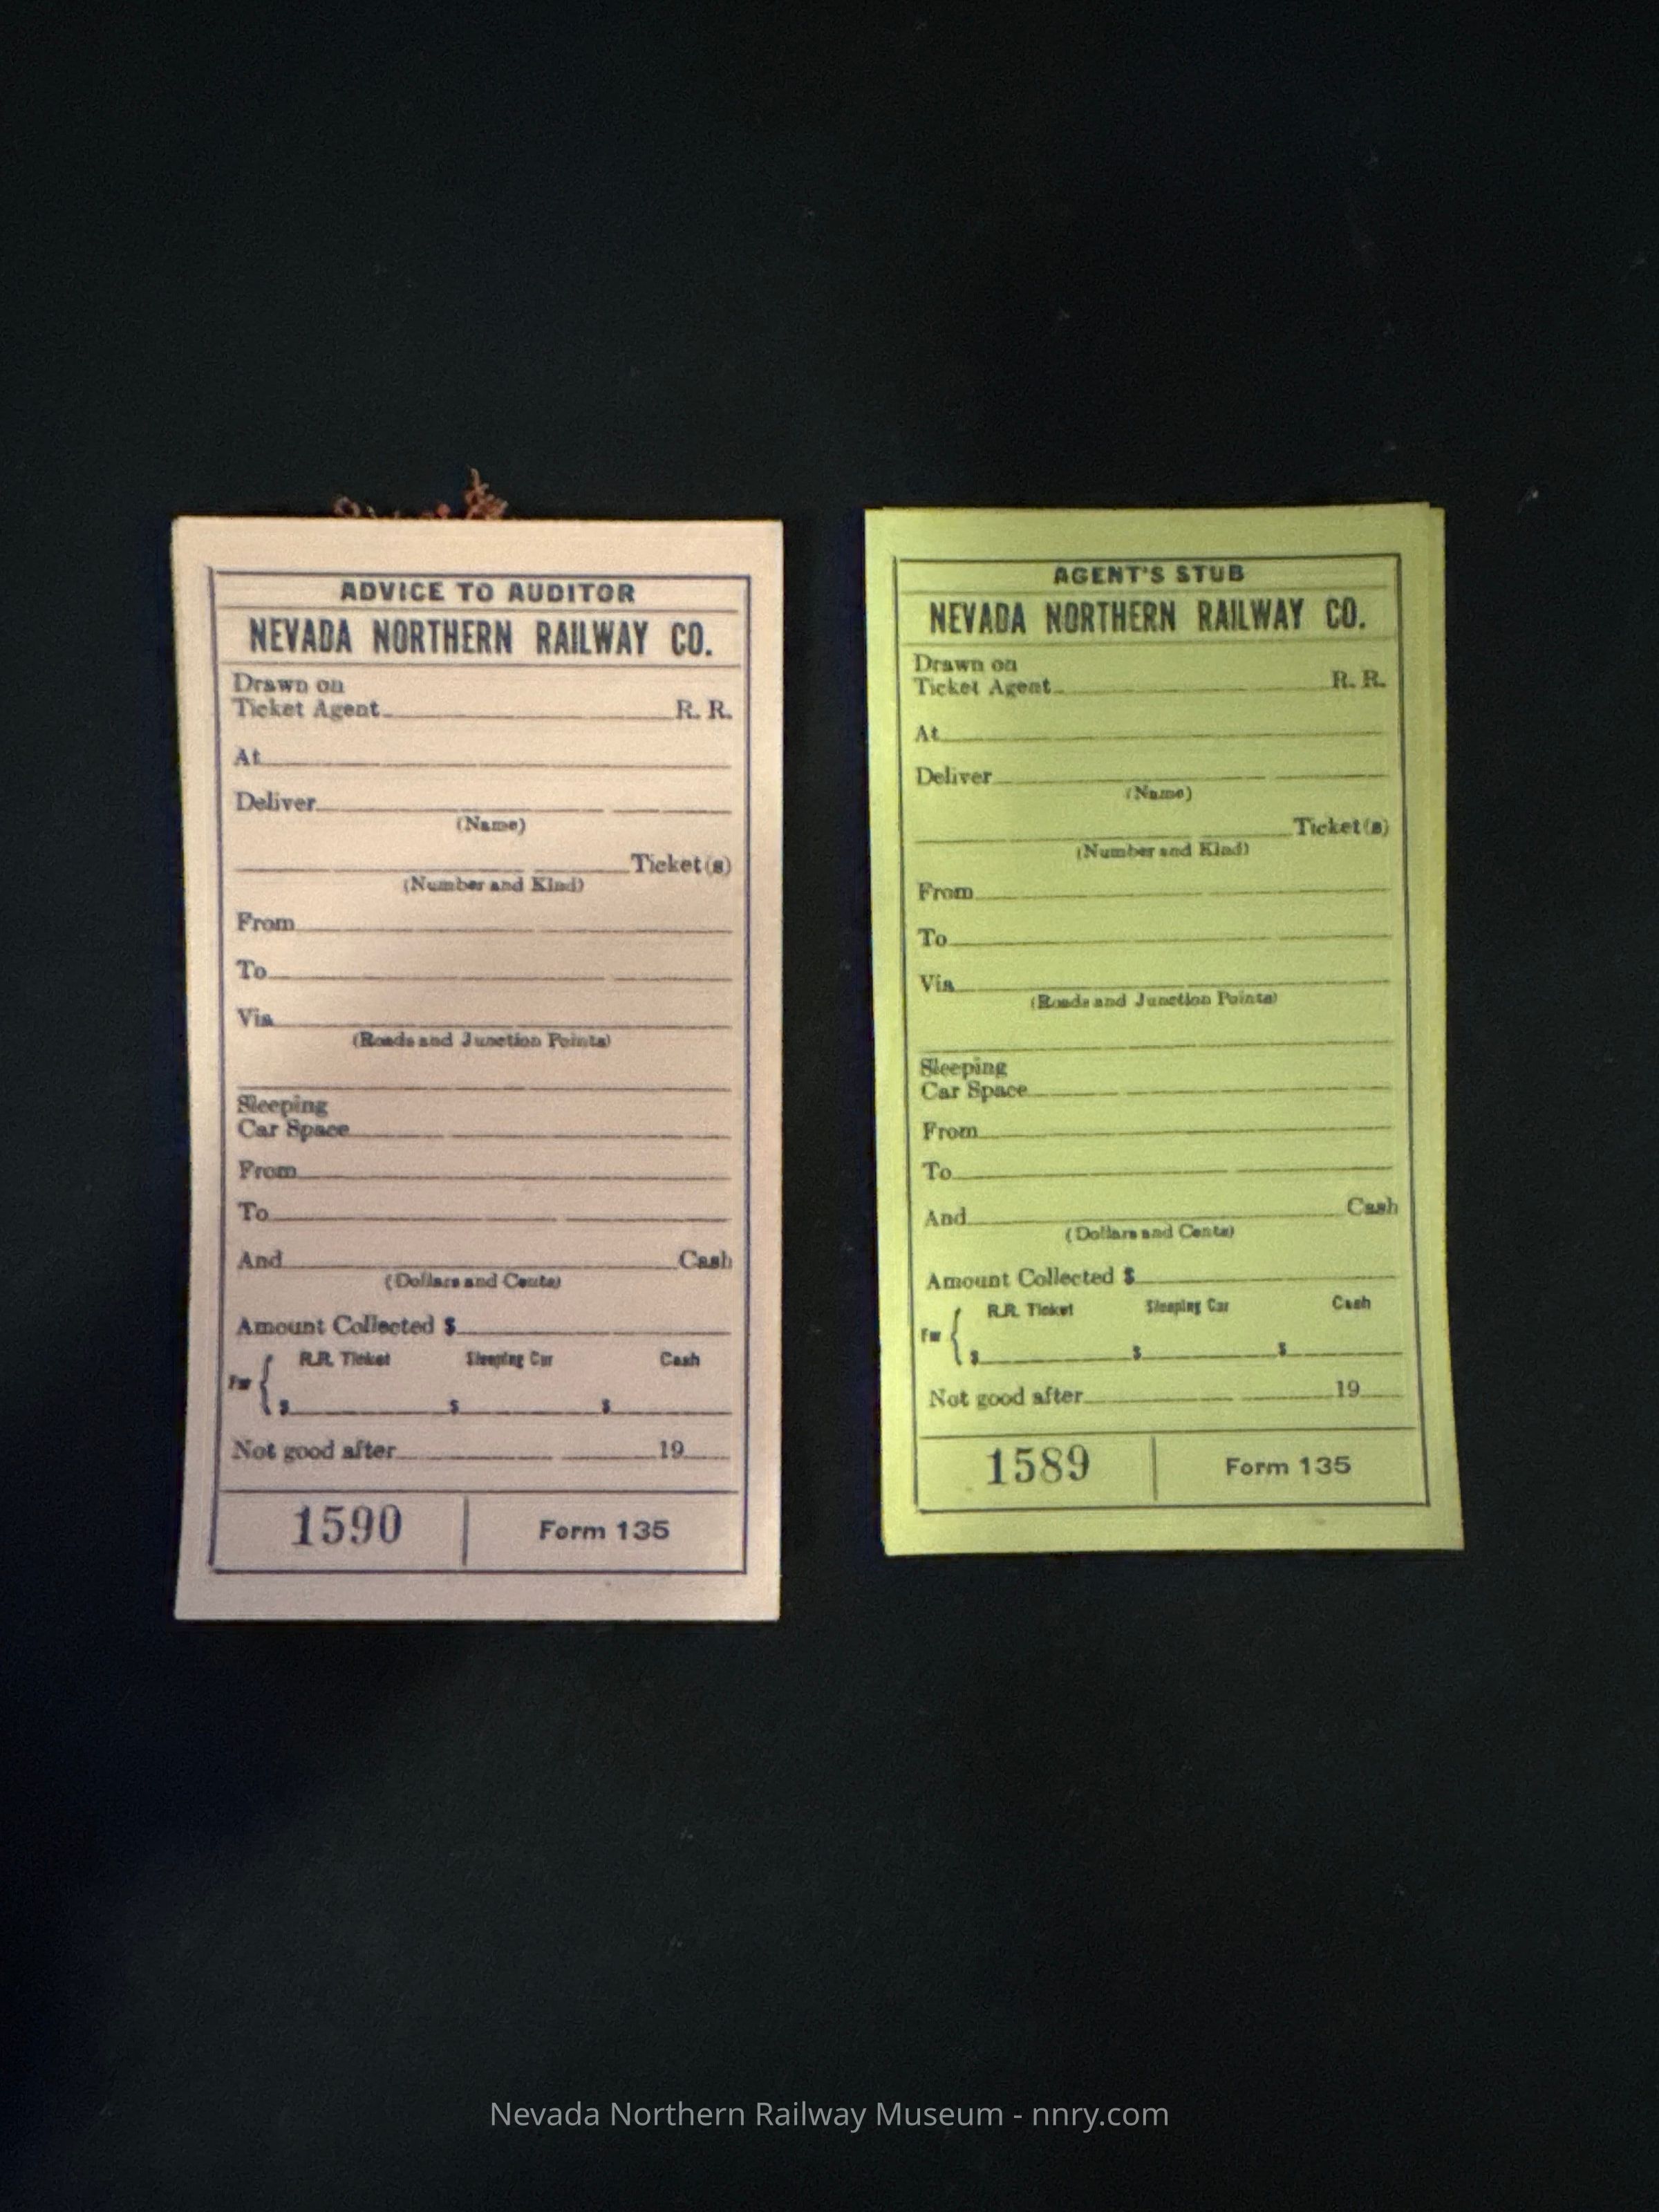 ADVICE TO AUDITOR
NEVADA NORTHERN RAILWAY CO.
Drawn on
Ticket Agent R. R.
At
Deliver
(Name)
Ticket(s)
(Number and Kind)
From
To
Via
(Roads and Junction Points)
Sleeping
Car Space
From
To
And Cash
(Dollars and Cents)
Amount Collected $
R.R. Ticket Sleeping Car Cash
For { $ $ $
Not good after 19
1590 Form 135
AGENT'S STUB
NEVADA NORTHERN RAILWAY CO.
Drawn on
Ticket Agent R. R.
At
Deliver
(Name)
Ticket(s)
(Number and Kind)
From
To
Via
(Roads and Junction Points)
Sleeping
Car Space
From
To
And Cash
(Dollars and Cents)
Amount Collected $
R.R. Ticket Sleeping Car Cash
For { $ $ $
Not good after 19
1589 Form 135
Nevada Northern Railway Museum - nnry.com